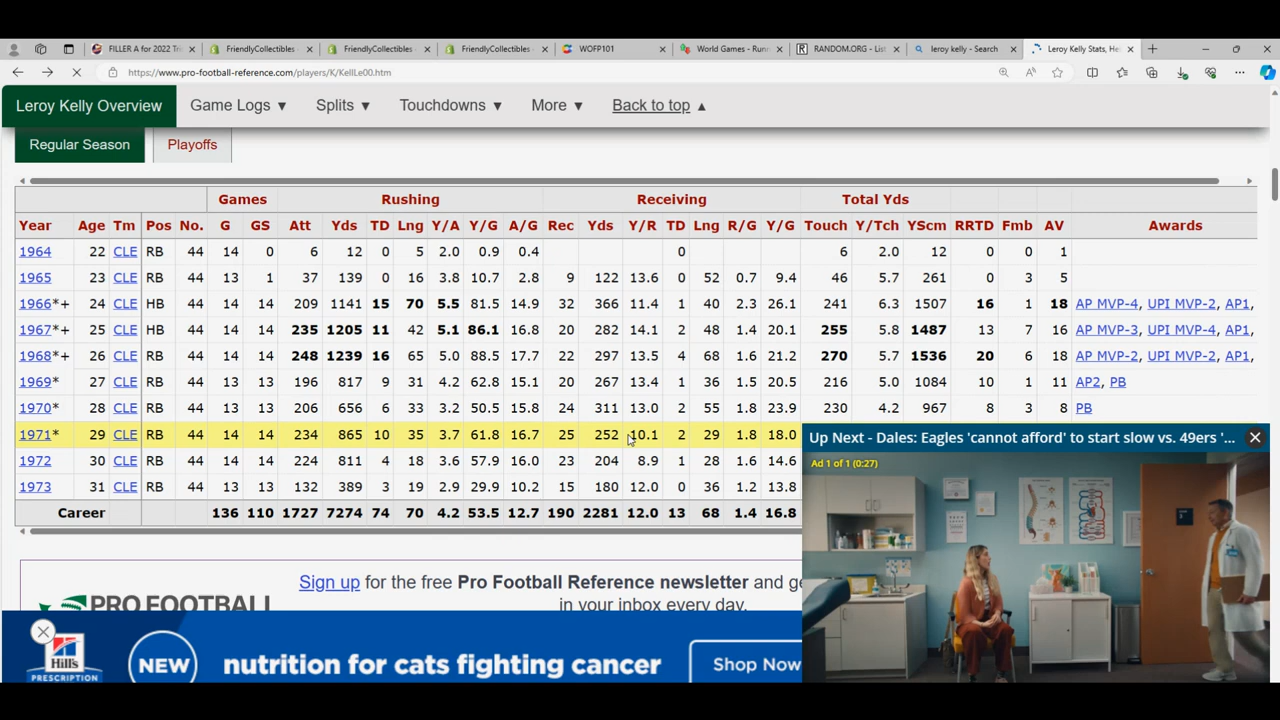 FILLER A for 2022 Tri
FriendlyCollectibles
FriendlyCollectibles
FriendlyCollectibles
WOFP101
World Games - Run
RANDOM.ORG - List
leroy kelly - Search
Leroy Kelly Stats, He
https://www.pro-football-reference.com/players/K/KellLe00.htm
Leroy Kelly Overview Game Logs ▼ Splits ▼ Touchdowns ▼ More ▼ Back to top ▲
Regular Season Playoffs
Games Rushing Receiving Total Yds
Year Age Tm Pos No. G GS Att Yds TD Lng Y/A Y/G A/G Rec Yds Y/R TD Lng R/G Y/G Touch Y/Tch YScm RRTD Fmb AV Awards
1964 22 CLE RB 44 14 0 6 12 0 5 2.0 0.9 0.4 0 6 2.0 12 0 0 1
1965 23 CLE RB 44 13 1 37 139 0 16 3.8 10.7 2.8 9 122 13.6 0 52 0.7 9.4 46 5.7 261 0 3 5
1966*+ 24 CLE HB 44 14 14 209 1141 15 70 5.5 81.5 14.9 32 366 11.4 1 40 2.3 26.1 241 6.3 1507 16 1 18 AP MVP-4, UPI MVP-2, AP1,
1967*+ 25 CLE HB 44 14 14 235 1205 11 42 5.1 86.1 16.8 20 282 14.1 2 48 1.4 20.1 255 5.8 1487 13 7 16 AP MVP-3, UPI MVP-4, AP1,
1968*+ 26 CLE RB 44 14 14 248 1239 16 65 5.0 88.5 17.7 22 297 13.5 4 68 1.6 21.2 270 5.7 1536 20 6 18 AP MVP-2, UPI MVP-2, AP1,
1969* 27 CLE RB 44 13 13 196 817 9 31 4.2 62.8 15.1 20 267 13.4 1 36 1.5 20.5 216 5.0 1084 10 1 11 AP2, PB
1970* 28 CLE RB 44 13 13 206 656 6 33 3.2 50.5 15.8 24 311 13.0 2 55 1.8 23.9 230 4.2 967 8 3 8 PB
1971* 29 CLE RB 44 14 14 234 865 10 35 3.7 61.8 16.7 25 252 10.1 2 29 1.8 18.0
1972 30 CLE RB 44 14 14 224 811 4 18 3.6 57.9 16.0 23 204 8.9 1 28 1.6 14.6
1973 31 CLE RB 44 13 13 132 389 3 19 2.9 29.9 10.2 15 180 12.0 0 36 1.2 13.8
Career 136 110 1727 7274 74 70 4.2 53.5 12.7 190 2281 12.0 13 68 1.4 16.8
Up Next - Dales: Eagles 'cannot afford' to start slow vs. 49ers '...
Ad 1 of 1 (0:27)
Sign up for the free Pro Football Reference newsletter and ge
in your inbox every day.
PRO FOOTBALL
Hill's
PRESCRIPTION
NEW
nutrition for cats fighting cancer
Shop Now